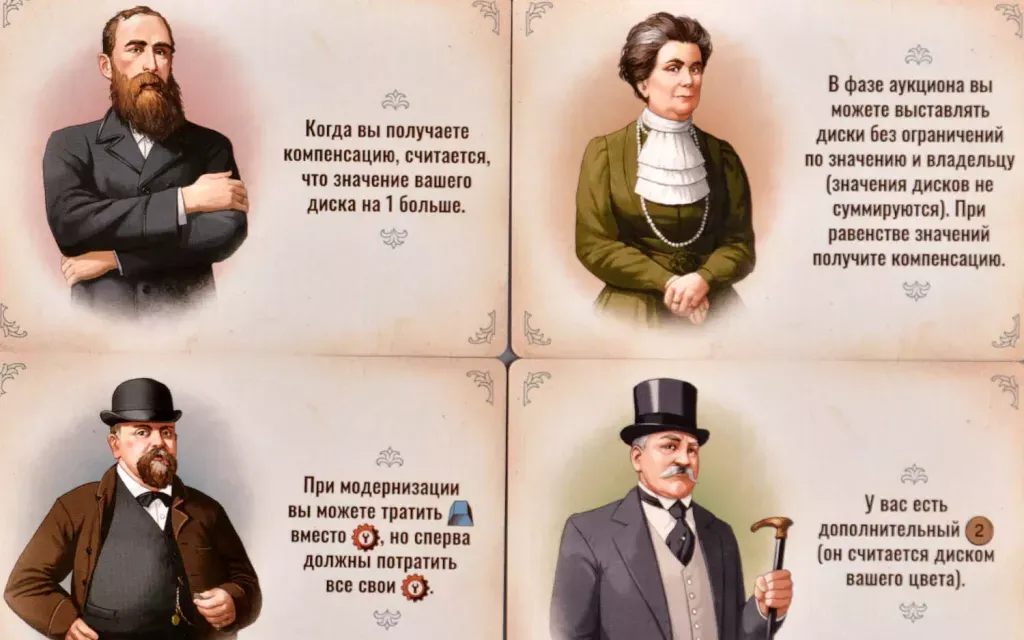 Когда вы получаете
компенсацию, считается,
что значение вашего
диска на 1 больше.
В фазе аукциона вы
можете выставлять
диски без ограничений
по значению и владельцу
(значения дисков не
суммируются). При
равенстве значений
получите компенсацию.
При модернизации
вы можете тратить
вместо , но сперва
должны потратить
все свои .
У вас есть
дополнительный 2
(он считается диском
вашего цвета).